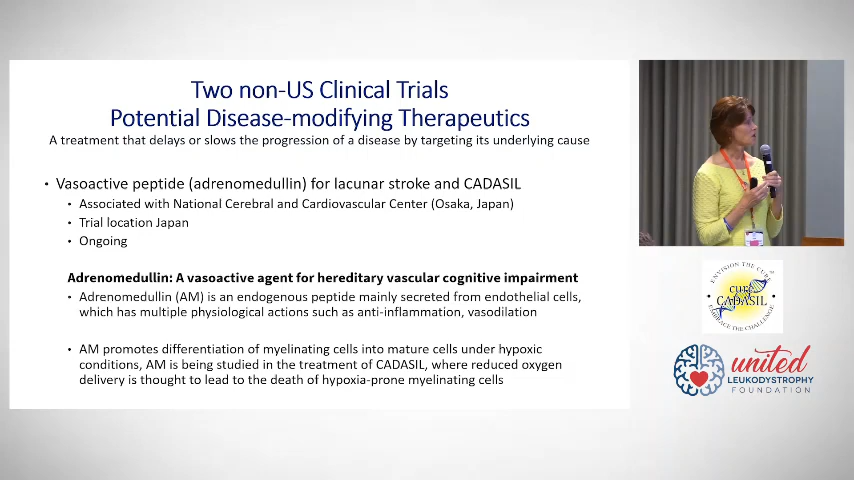 Two non-US Clinical Trials
Potential Disease-modifying Therapeutics
A treatment that delays or slows the progression of a disease by targeting its underlying cause
• Vasoactive peptide (adrenomedullin) for lacunar stroke and CADASIL
• Associated with National Cerebral and Cardiovascular Center (Osaka, Japan)
• Trial location Japan
• Ongoing
Adrenomedullin: A vasoactive agent for hereditary vascular cognitive impairment
• Adrenomedullin (AM) is an endogenous peptide mainly secreted from endothelial cells,
which has multiple physiological actions such as anti-inflammation, vasodilation
• AM promotes differentiation of myelinating cells into mature cells under hypoxic
conditions, AM is being studied in the treatment of CADASIL, where reduced oxygen
delivery is thought to lead to the death of hypoxia-prone myelinating cells
ENVISION THE CURE
cure
CADASIL
EMBRACE THE CHALLENGE
united
LEUKODYSTROPHY
FOUNDATION